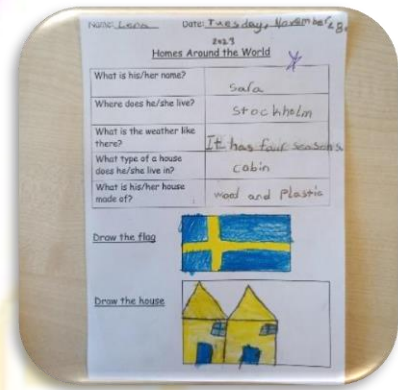 Name: Lena Date: Tuesday, November 28,
2023
Homes Around the World
What is his/her name? Sara
Where does he/she live? Stockholm
What is the weather like there? It has four seasons
What type of a house does he/she live in? cabin
What is his/her house made of? wood and Plastic
Draw the flag
Draw the house